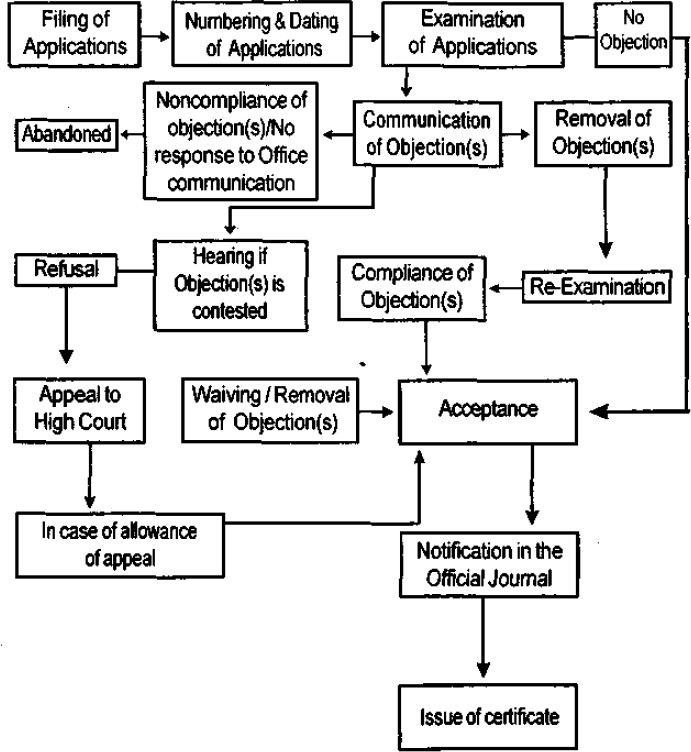 Filing of
Applications
Numbering & Dating
of Applications
Examination
of Applications
No
Objection
Abandoned
Noncompliance of
objection(s)/No
response to Office
communication
Communication
of Objection(s)
Removal of
Objection(s)
Refusal
Hearing if
Objection(s) is
contested
Compliance of
Objection(s)
Re-Examination
Appeal to
High Court
Waiving / Removal
of Objection(s)
Acceptance
In case of allowance
of appeal
Notification in the
Official Journal
Issue of certificate